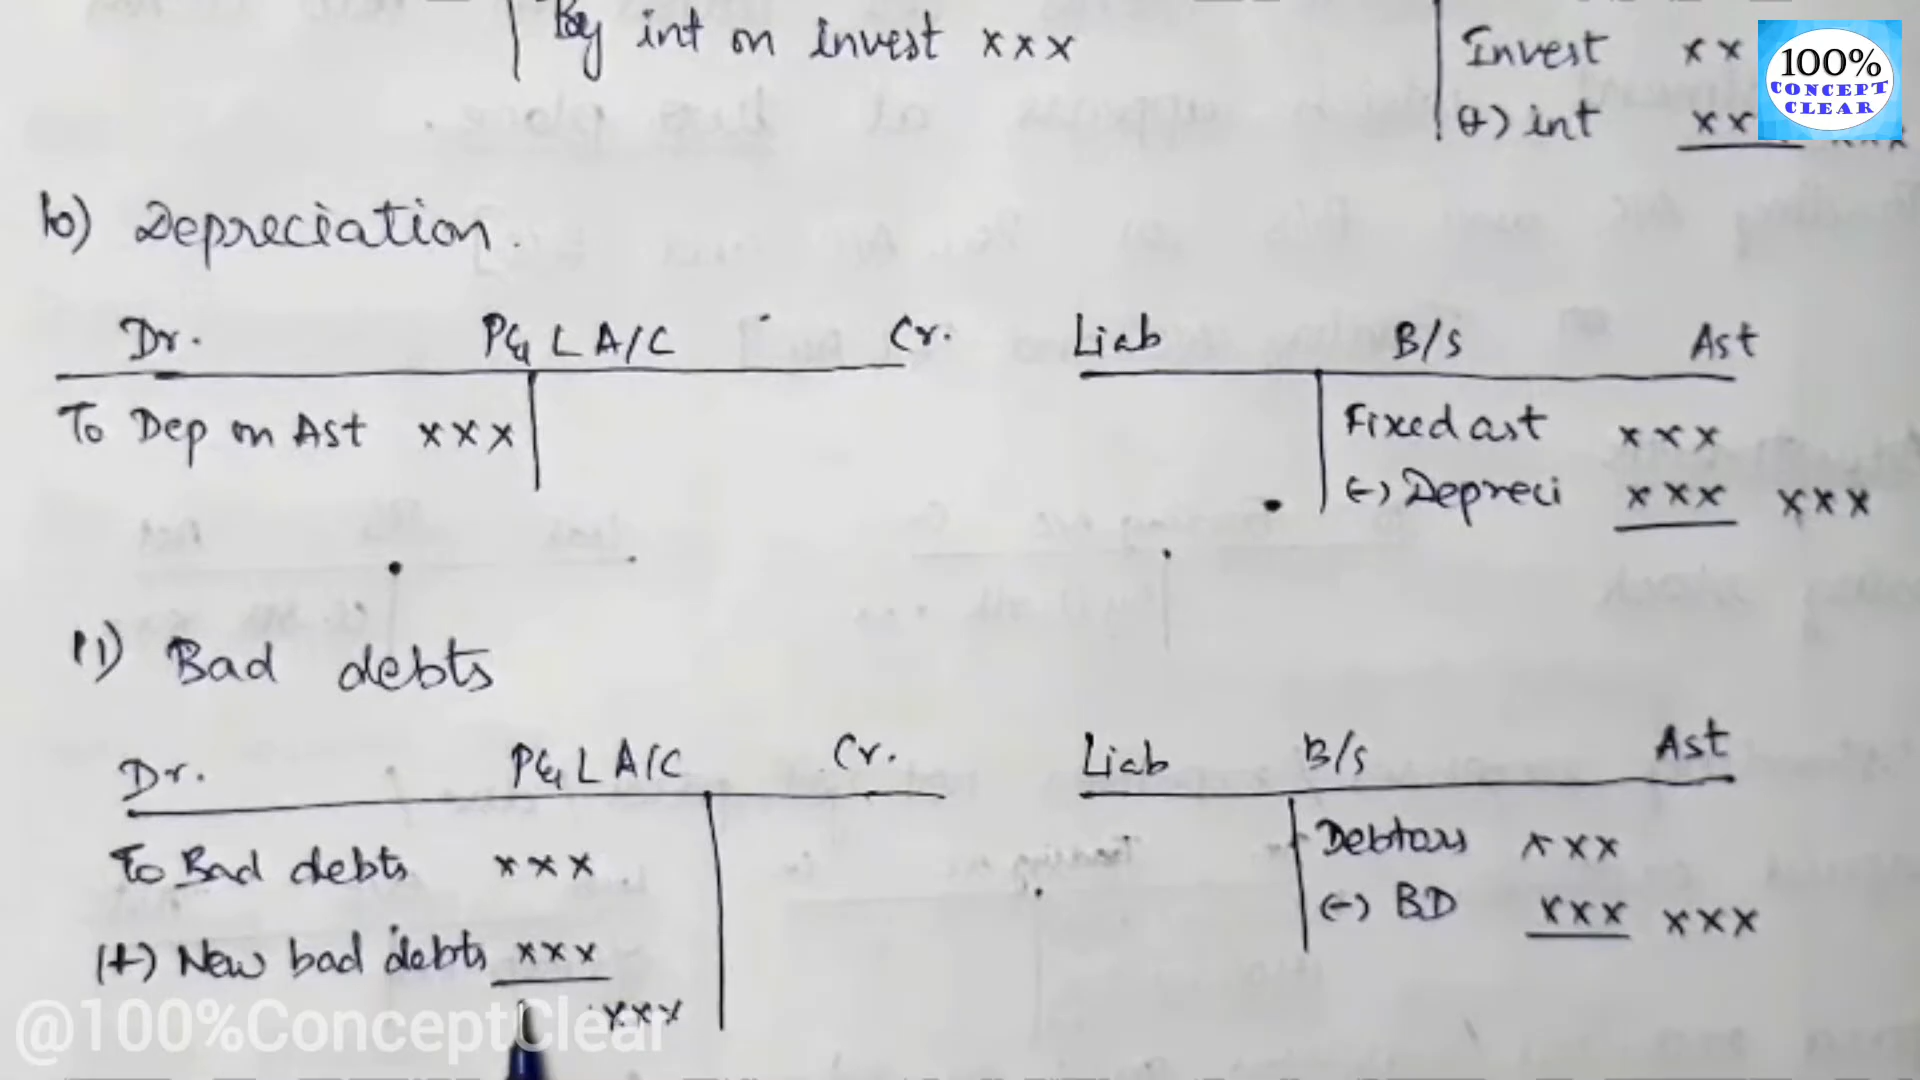 By int on invest xxx
Invest xx
(+) int xx
100%
CONCEPT
CLEAR
10) Depreciation.
Dr. P&L A/C Cr.
To Dep on Ast xxx
Liab B/S Ast
Fixed ast xxx
(-) Depreci xxx xxx
11) Bad debts
Dr. P&L A/C Cr.
To Bad debts xxx
(+) New bad debts xxx
xxx
Liab B/S Ast
Debtors xxx
(-) BD xxx xxx
@100%ConceptClear